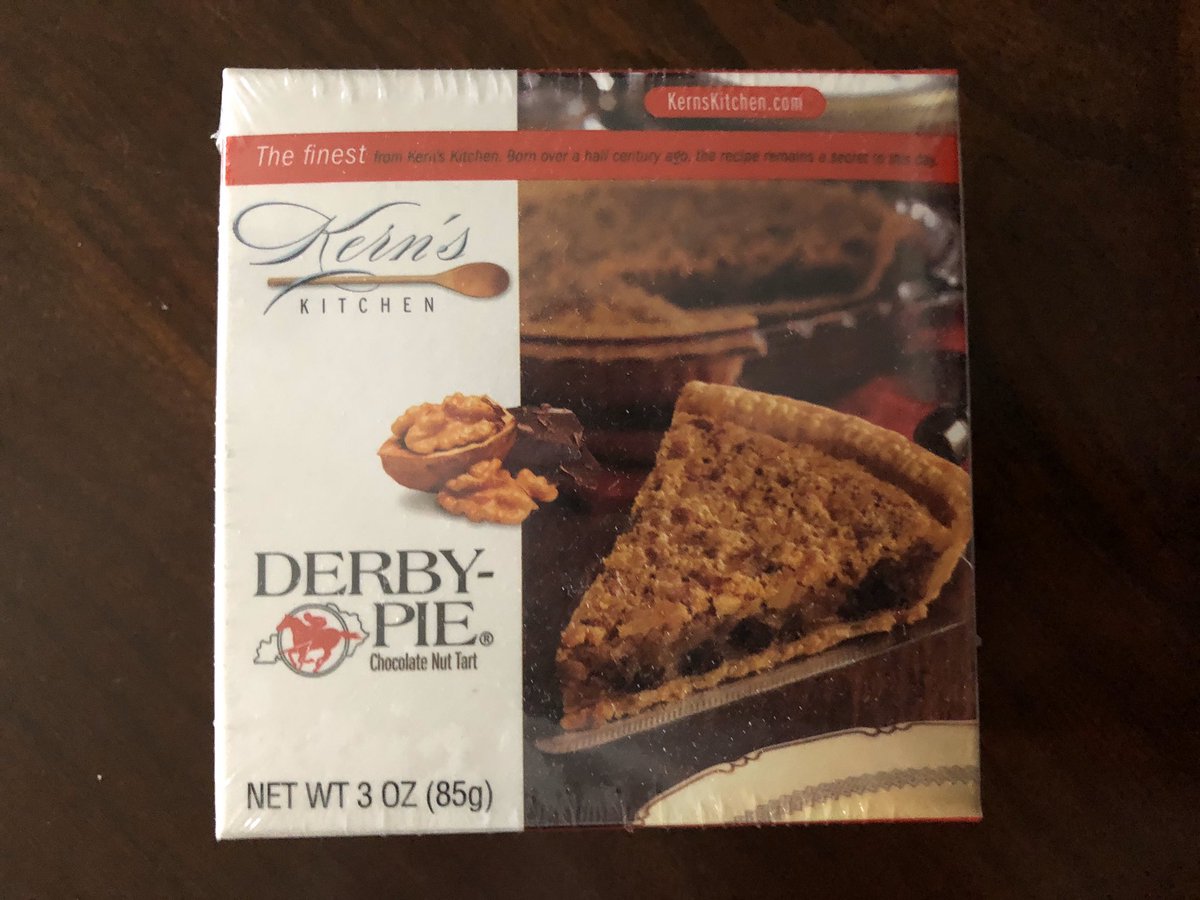 KernsKitchen.com
The finest from Kern's Kitchen. Born over a half century ago, the recipe remains a secret to this day.
Kern's
KITCHEN
DERBY-
PIE®
Chocolate Nut Tart
NET WT 3 OZ (85g)